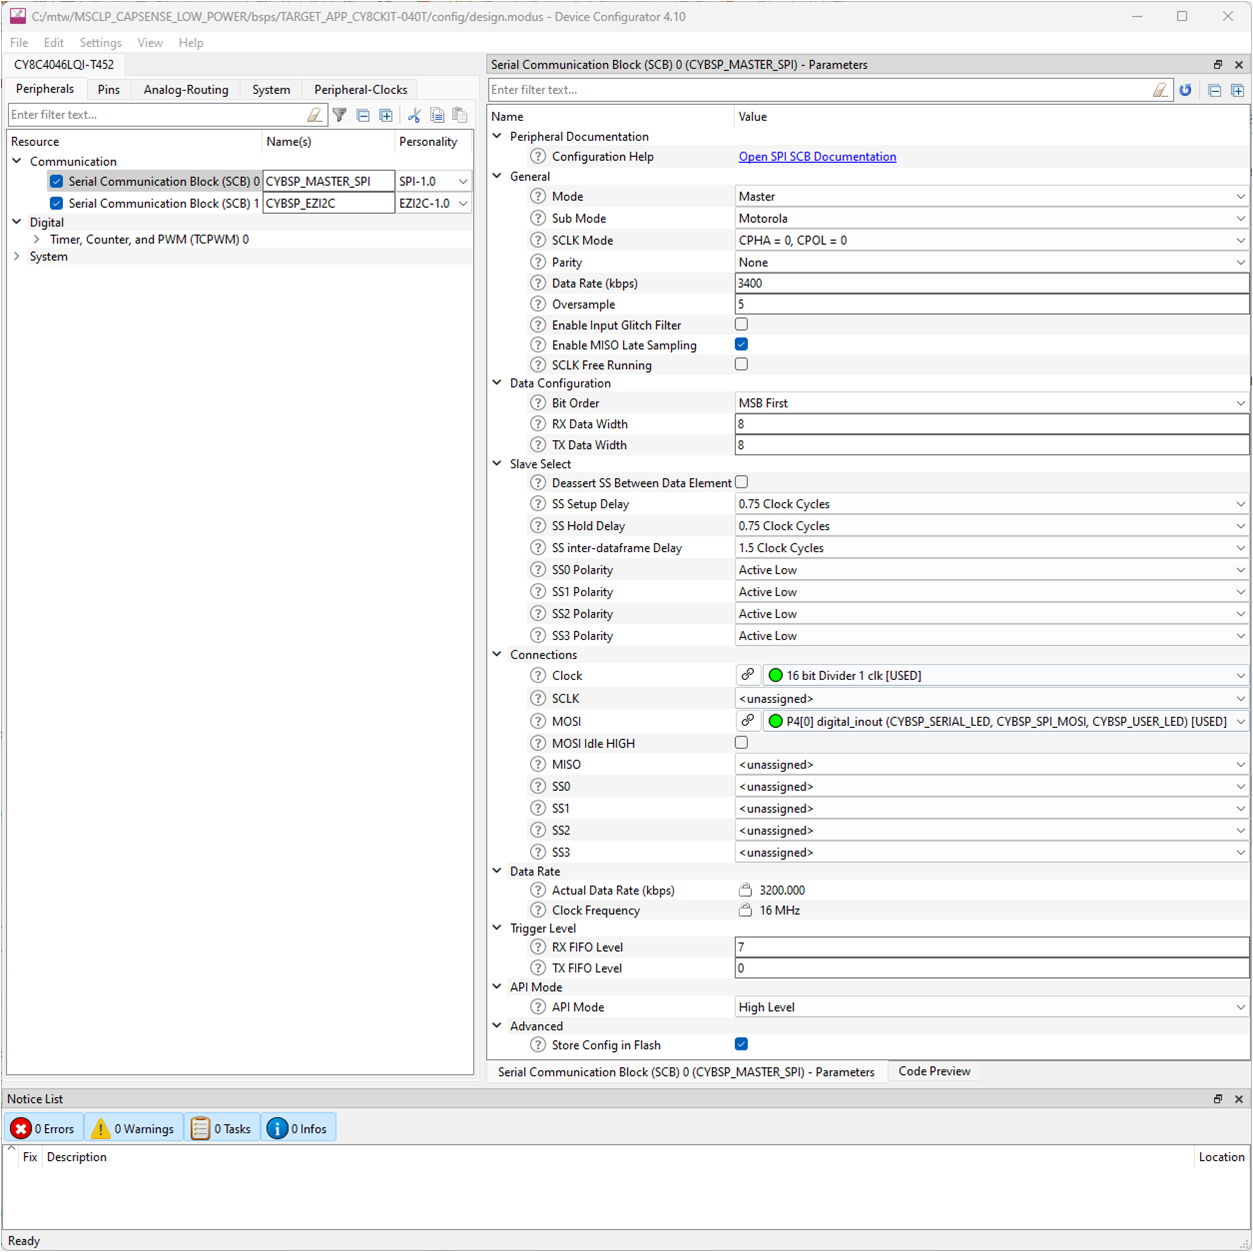 C:/mtw/MSCLP_CAPSENSE_LOW_POWER/bsps/TARGET_APP_CY8CKIT-040T/config/design.modus - Device Configurator 4.10
File Edit Settings View Help
CY8C4046LQI-T452
Peripherals Pins Analog-Routing System Peripheral-Clocks
Enter filter text...
Resource Name(s) Personality
Communication
Serial Communication Block (SCB) 0 CYBSP_MASTER_SPI SPI-1.0
Serial Communication Block (SCB) 1 CYBSP_EZI2C EZI2C-1.0
Digital
Timer, Counter, and PWM (TCPWM) 0
System
Serial Communication Block (SCB) 0 (CYBSP_MASTER_SPI) - Parameters
Enter filter text...
Name Value
Peripheral Documentation
Configuration Help Open SPI SCB Documentation
General
Mode Master
Sub Mode Motorola
SCLK Mode CPHA = 0, CPOL = 0
Parity None
Data Rate (kbps) 3400
Oversample 5
Enable Input Glitch Filter
Enable MISO Late Sampling
SCLK Free Running
Data Configuration
Bit Order MSB First
RX Data Width 8
TX Data Width 8
Slave Select
Deassert SS Between Data Element
SS Setup Delay 0.75 Clock Cycles
SS Hold Delay 0.75 Clock Cycles
SS inter-dataframe Delay 1.5 Clock Cycles
SS0 Polarity Active Low
SS1 Polarity Active Low
SS2 Polarity Active Low
SS3 Polarity Active Low
Connections
Clock 16 bit Divider 1 clk [USED]
SCLK <unassigned>
MOSI P4[0] digital_inout (CYBSP_SERIAL_LED, CYBSP_SPI_MOSI, CYBSP_USER_LED) [USED]
MOSI Idle HIGH
MISO <unassigned>
SS0 <unassigned>
SS1 <unassigned>
SS2 <unassigned>
SS3 <unassigned>
Data Rate
Actual Data Rate (kbps) 3200.000
Clock Frequency 16 MHz
Trigger Level
RX FIFO Level 7
TX FIFO Level 0
API Mode
API Mode High Level
Advanced
Store Config in Flash
Serial Communication Block (SCB) 0 (CYBSP_MASTER_SPI) - Parameters Code Preview
Notice List
0 Errors 0 Warnings 0 Tasks 0 Infos
Fix Description Location
Ready